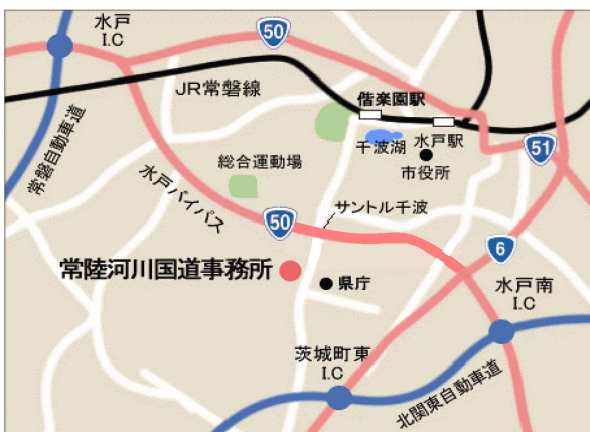 水戸
I.C
50
JR常磐線
偕楽園駅
千波湖
水戸駅
51
市役所
常磐自動車道
水戸バイパス
総合運動場
サントル千波
50
6
常陸河川国道事務所
県庁
水戸南
I.C
茨城町東
I.C
北関東自動車道